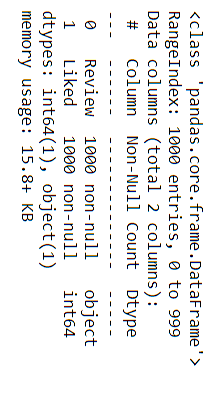 <class 'pandas.core.frame.DataFrame'>
RangeIndex: 1000 entries, 0 to 999
Data columns (total 2 columns):
 #   Column  Non-Null Count  Dtype
---  ------  --------------  -----
 0   Review  1000 non-null   object
 1   Liked   1000 non-null   int64
dtypes: int64(1), object(1)
memory usage: 15.8+ KB